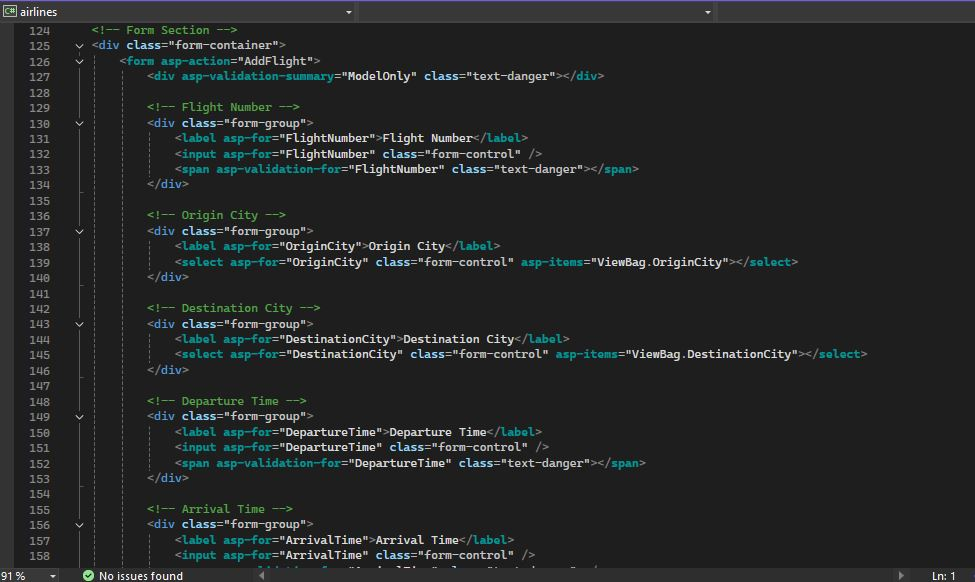 C# airlines
124 <!-- Form Section -->
125 <div class="form-container">
126 <form asp-action="AddFlight">
127 <div asp-validation-summary="ModelOnly" class="text-danger"></div>
128
129 <!-- Flight Number -->
130 <div class="form-group">
131 <label asp-for="FlightNumber">Flight Number</label>
132 <input asp-for="FlightNumber" class="form-control" />
133 <span asp-validation-for="FlightNumber" class="text-danger"></span>
134 </div>
135
136 <!-- Origin City -->
137 <div class="form-group">
138 <label asp-for="OriginCity">Origin City</label>
139 <select asp-for="OriginCity" class="form-control" asp-items="ViewBag.OriginCity"></select>
140 </div>
141
142 <!-- Destination City -->
143 <div class="form-group">
144 <label asp-for="DestinationCity">Destination City</label>
145 <select asp-for="DestinationCity" class="form-control" asp-items="ViewBag.DestinationCity"></select>
146 </div>
147
148 <!-- Departure Time -->
149 <div class="form-group">
150 <label asp-for="DepartureTime">Departure Time</label>
151 <input asp-for="DepartureTime" class="form-control" />
152 <span asp-validation-for="DepartureTime" class="text-danger"></span>
153 </div>
154
155 <!-- Arrival Time -->
156 <div class="form-group">
157 <label asp-for="ArrivalTime">Arrival Time</label>
158 <input asp-for="ArrivalTime" class="form-control" />
91 % No issues found Ln: 1